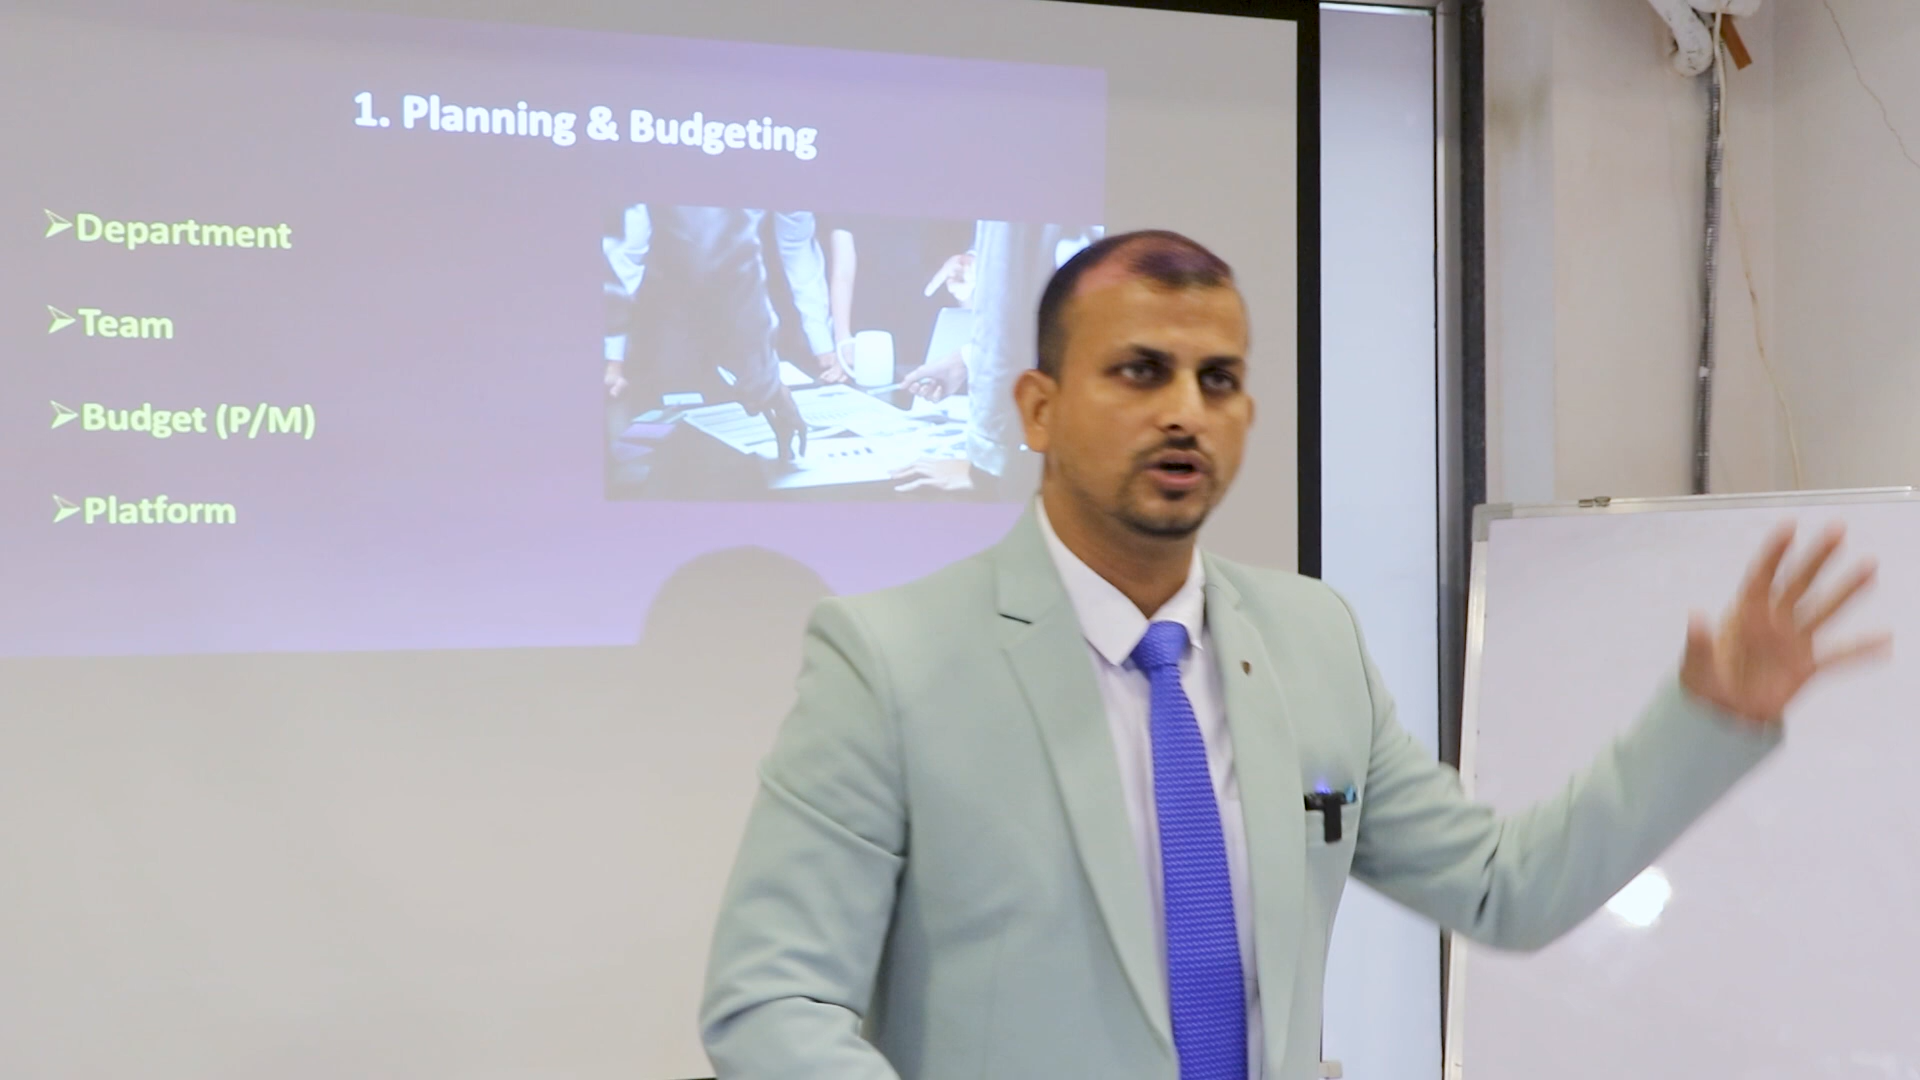 1. Planning & Budgeting
➢Department
➢Team
➢Budget (P/M)
➢Platform